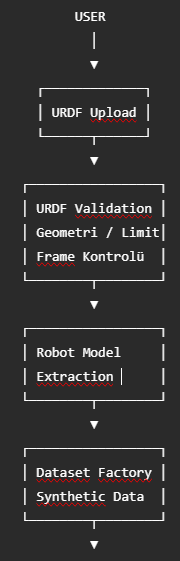 USER
URDF Upload
URDF Validation
Geometri / Limit
Frame Kontrolü
Robot Model
Extraction
Dataset Factory
Synthetic Data